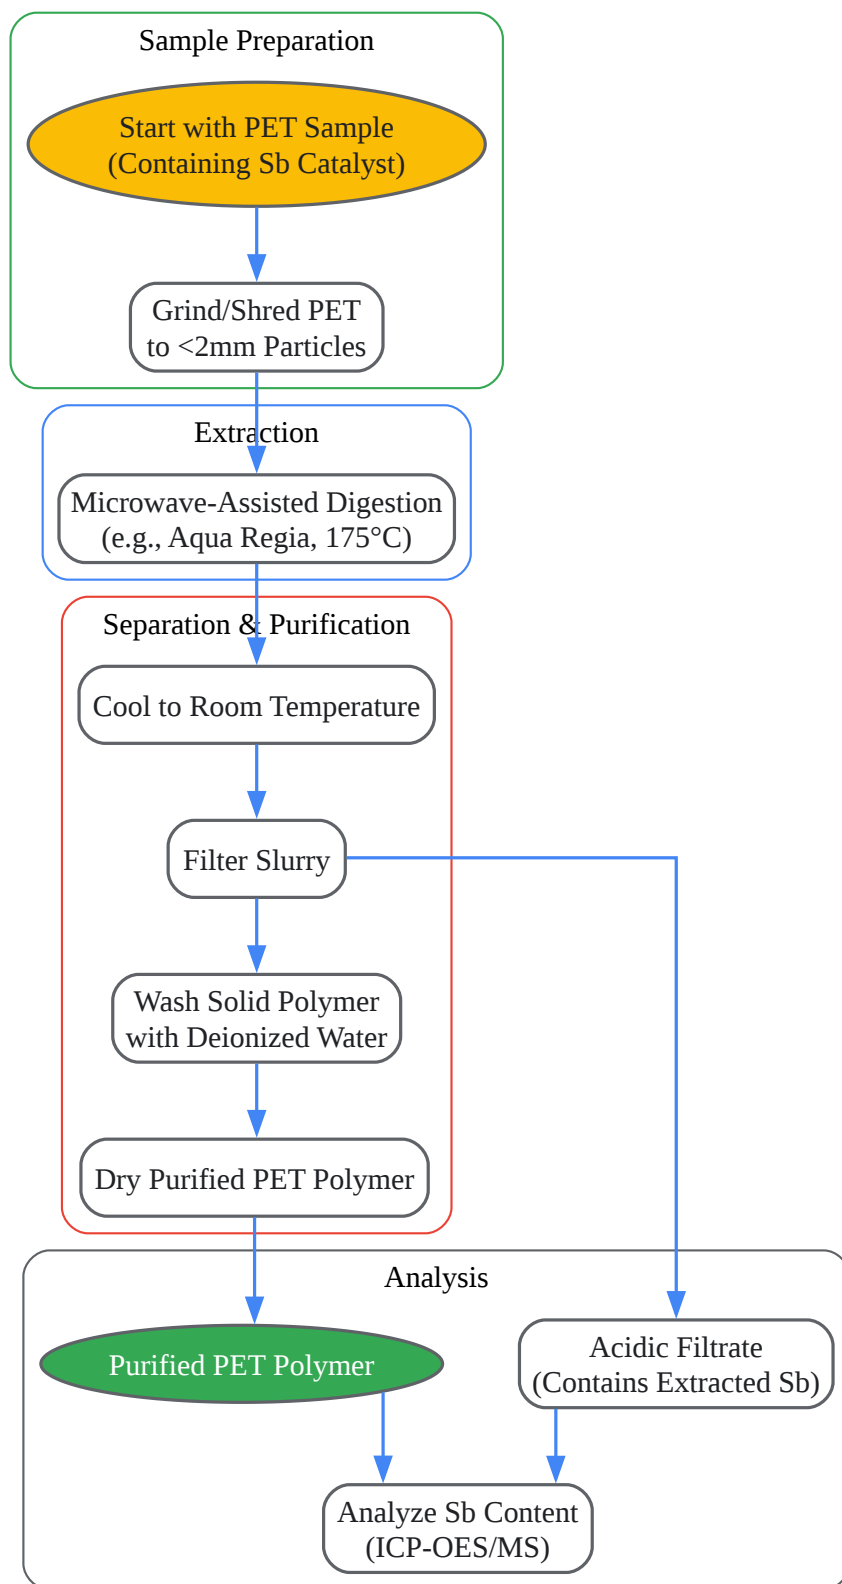 Sample Preparation
Start with PET Sample
(Containing Sb Catalyst)
Grind/Shred PET
to <2mm Particles
Extraction
Microwave-Assisted Digestion
(e.g., Aqua Regia, 175°C)
Separation & Purification
Cool to Room Temperature
Filter Slurry
Wash Solid Polymer
with Deionized Water
Dry Purified PET Polymer
Analysis
Purified PET Polymer
Acidic Filtrate
(Contains Extracted Sb)
Analyze Sb Content
(ICP-OES/MS)